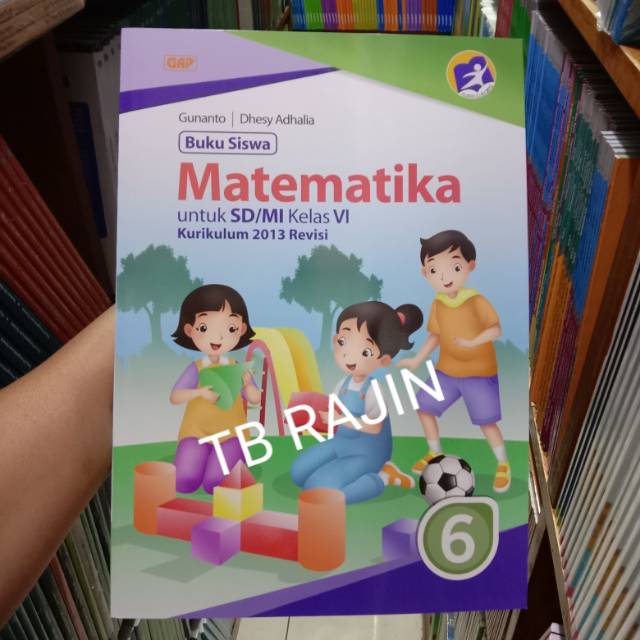 GAP
Gunanto | Dhesy Adhalia
Buku Siswa
Matematika
untuk SD/MI Kelas VI
Kurikulum 2013 Revisi
TB RAJIN
6